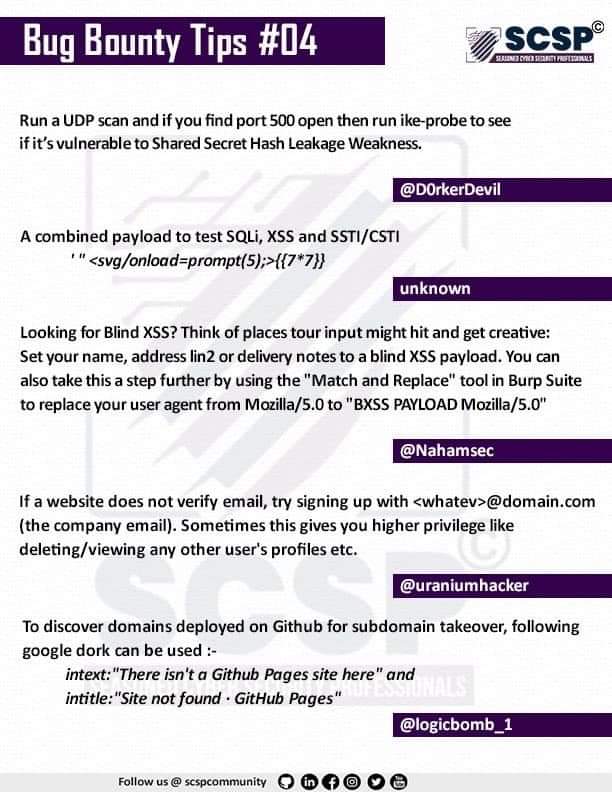 Bug Bounty Tips #04
SCSP©
SEASONED CYBER SECURITY PROFESSIONALS
Run a UDP scan and if you find port 500 open then run ike-probe to see
if it’s vulnerable to Shared Secret Hash Leakage Weakness.
@D0rkerDevil
A combined payload to test SQLi, XSS and SSTI/CSTI
' " <svg/onload=prompt(5);>{{7*7}}
unknown
Looking for Blind XSS? Think of places tour input might hit and get creative:
Set your name, address lin2 or delivery notes to a blind XSS payload. You can
also take this a step further by using the "Match and Replace" tool in Burp Suite
to replace your user agent from Mozilla/5.0 to "BXSS PAYLOAD Mozilla/5.0"
@Nahamsec
If a website does not verify email, try signing up with <whatev>@domain.com
(the company email). Sometimes this gives you higher privilege like
deleting/viewing any other user's profiles etc.
@uraniumhacker
To discover domains deployed on Github for subdomain takeover, following
google dork can be used :-
intext:"There isn't a Github Pages site here" and
intitle:"Site not found · GitHub Pages"
@logicbomb_1
SCSP©
SEASONED CYBER SECURITY PROFESSIONALS
Follow us @ scspcommunity